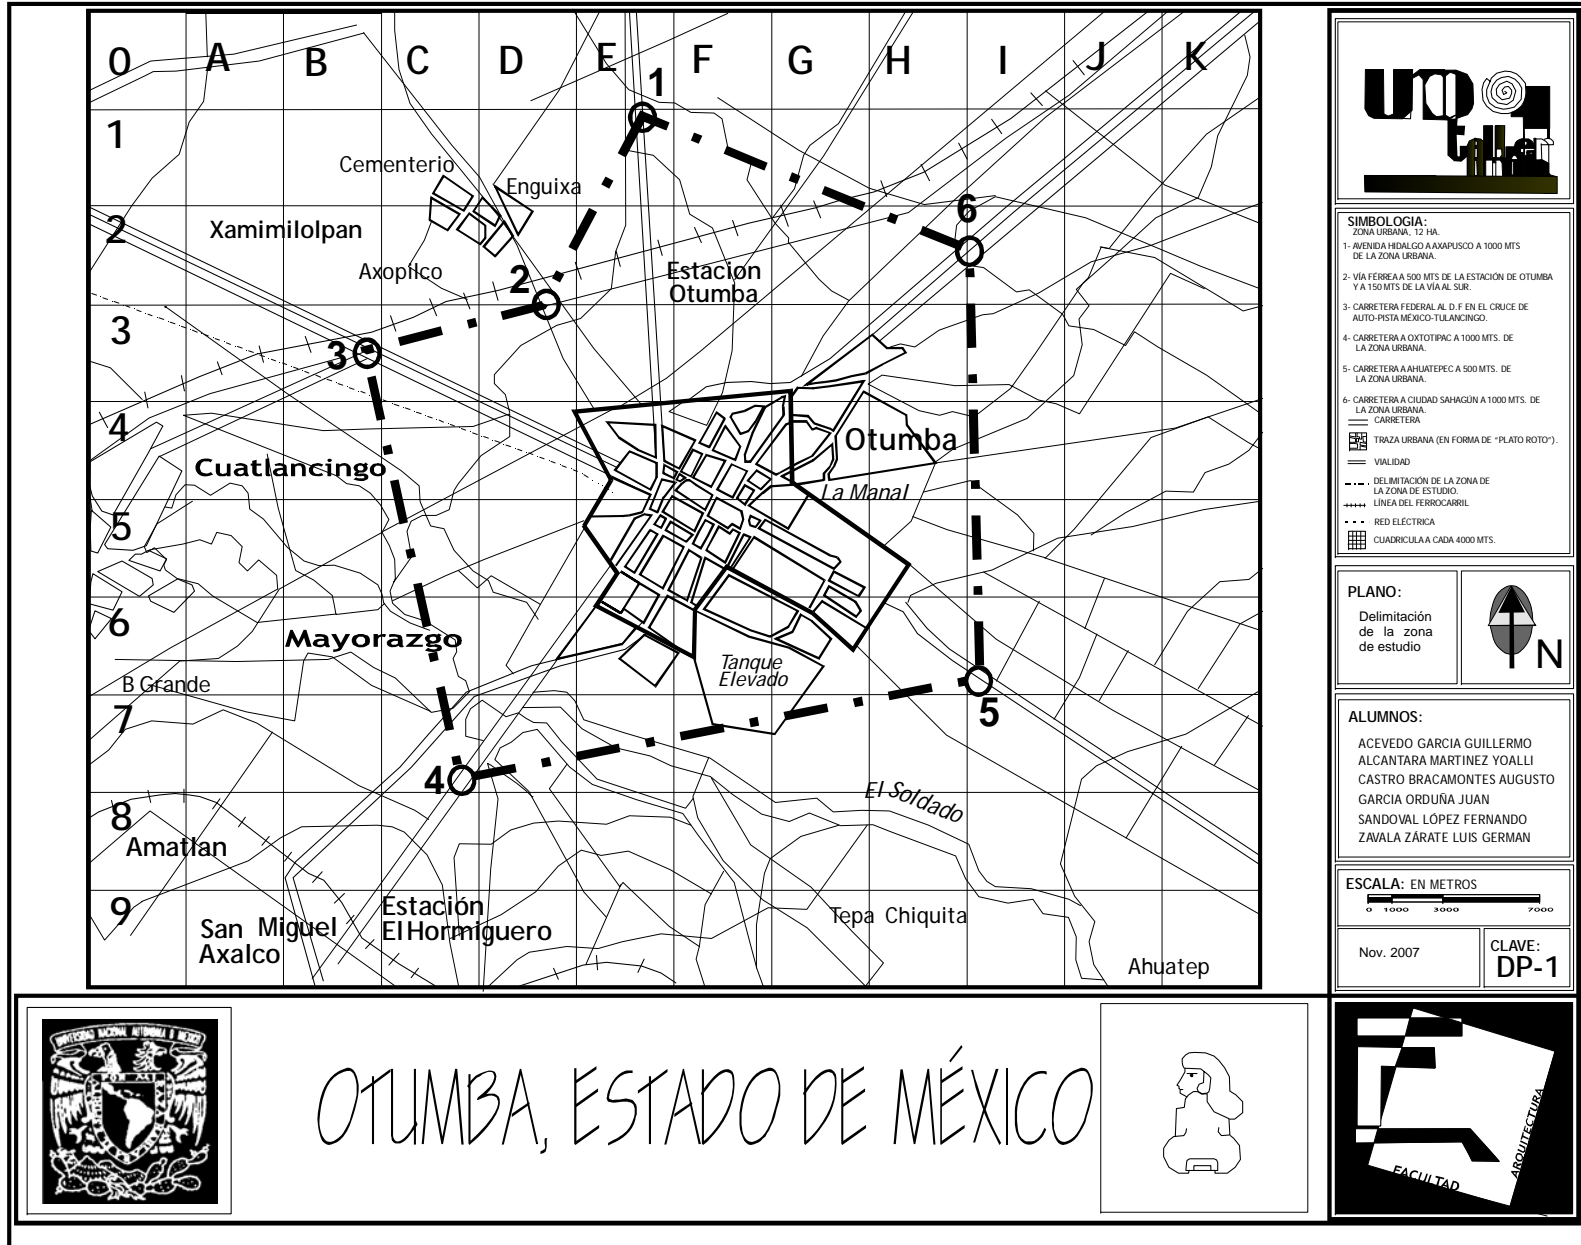 0 A B C D E F G H I J K
1
2
3
4
5
6
7
8
9
1
2
3
4
5
6
Cementerio
Enguixa
Xamimilolpan
Axopilco
Estación
Otumba
Otumba
Cuatlancingo
La Manal
Mayorazgo
B Grande
Tanque
Elevado
El Soldado
Amatlan
San Miguel
Axalco
Estación
El Hormiguero
Tepa Chiquita
Ahuatep
taller
SIMBOLOGIA:
ZONA URBANA, 12 HA.
1- AVENIDA HIDALGO A AXAPUSCO A 1000 MTS
DE LA ZONA URBANA.
2- VÍA FÉRREA A 500 MTS DE LA ESTACIÓN DE OTUMBA
Y A 150 MTS DE LA VÍA AL SUR.
3- CARRETERA FEDERAL AL D.F EN EL CRUCE DE
AUTO-PISTA MÉXICO-TULANCINGO.
4- CARRETERA A OXTOTIPAC A 1000 MTS. DE
LA ZONA URBANA.
5- CARRETERA A AHUATEPEC A 500 MTS. DE
LA ZONA URBANA.
6- CARRETERA A CIUDAD SAHAGÚN A 1000 MTS. DE
LA ZONA URBANA.
CARRETERA
TRAZA URBANA (EN FORMA DE "PLATO ROTO").
VIALIDAD
DELIMITACIÓN DE LA ZONA DE
LA ZONA DE ESTUDIO.
LÍNEA DEL FERROCARRIL
RED ELÉCTRICA
CUADRICULA A CADA 4000 MTS.
PLANO:
Delimitación
de la zona
de estudio
N
ALUMNOS:
ACEVEDO GARCIA GUILLERMO
ALCANTARA MARTINEZ YOALLI
CASTRO BRACAMONTES AUGUSTO
GARCIA ORDUÑA JUAN
SANDOVAL LÓPEZ FERNANDO
ZAVALA ZÁRATE LUIS GERMAN
ESCALA: EN METROS
0 1000 3000 7000
Nov. 2007
CLAVE:
DP-1
OTUMBA, ESTADO DE MÉXICO
FACULTAD
ARQUITECTURA